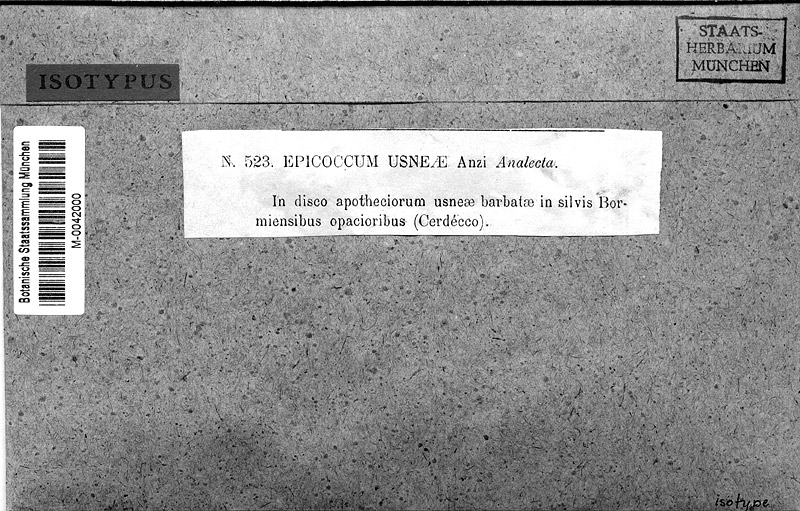 STAATS-
HERBARIUM
MÜNCHEN
ISOTYPUS
Botanische Staatssammlung München
M-0042000
N. 523. EPICOCCUM USNEÆ Anzi Analecta.
In disco apotheciorum usneæ barbatæ in silvis Bor-
miensibus opacioribus (Cerdécco).
isotype